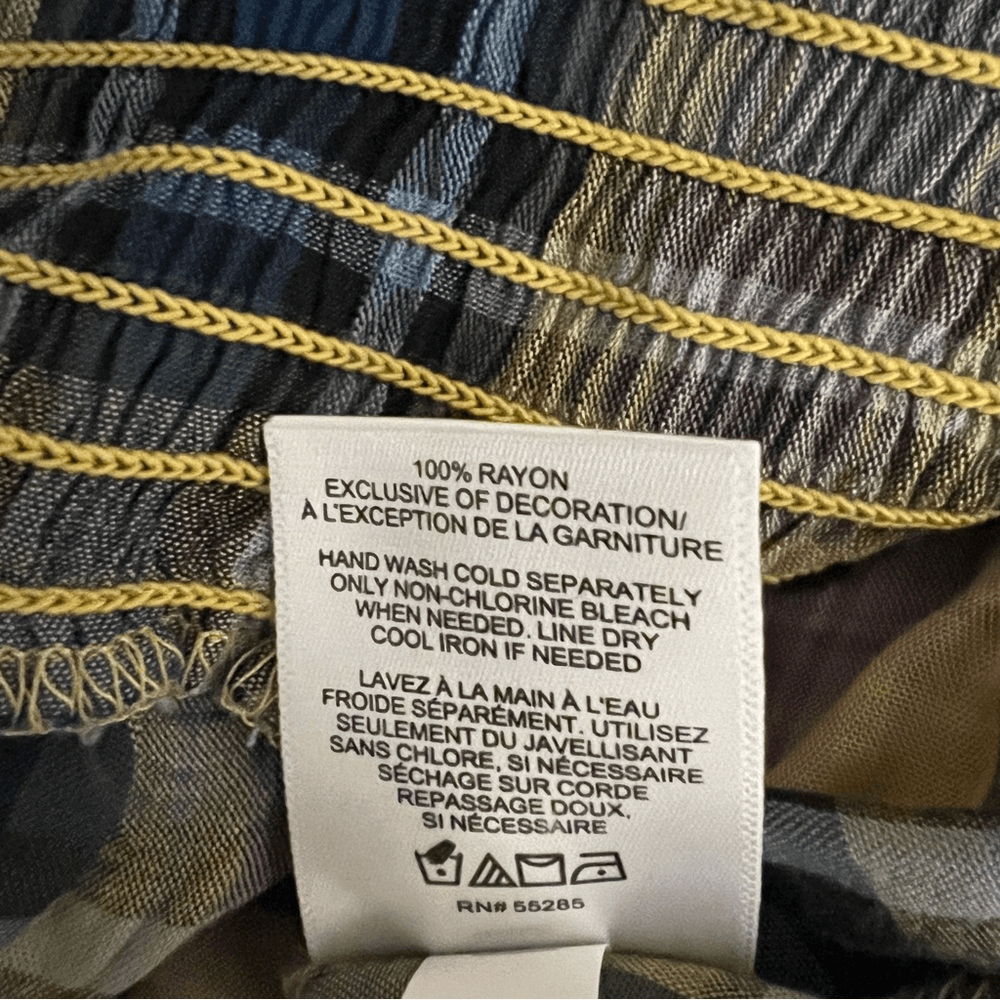 100% RAYON
EXCLUSIVE OF DECORATION/
À L'EXCEPTION DE LA GARNITURE
HAND WASH COLD SEPARATELY
ONLY NON-CHLORINE BLEACH
WHEN NEEDED. LINE DRY
COOL IRON IF NEEDED
LAVEZ À LA MAIN À L'EAU
FROIDE SÉPARÉMENT. UTILISEZ
SEULEMENT DU JAVELLISANT
SANS CHLORE, SI NÉCESSAIRE
SÉCHAGE SUR CORDE
REPASSAGE DOUX,
SI NÉCESSAIRE
RN# 55285